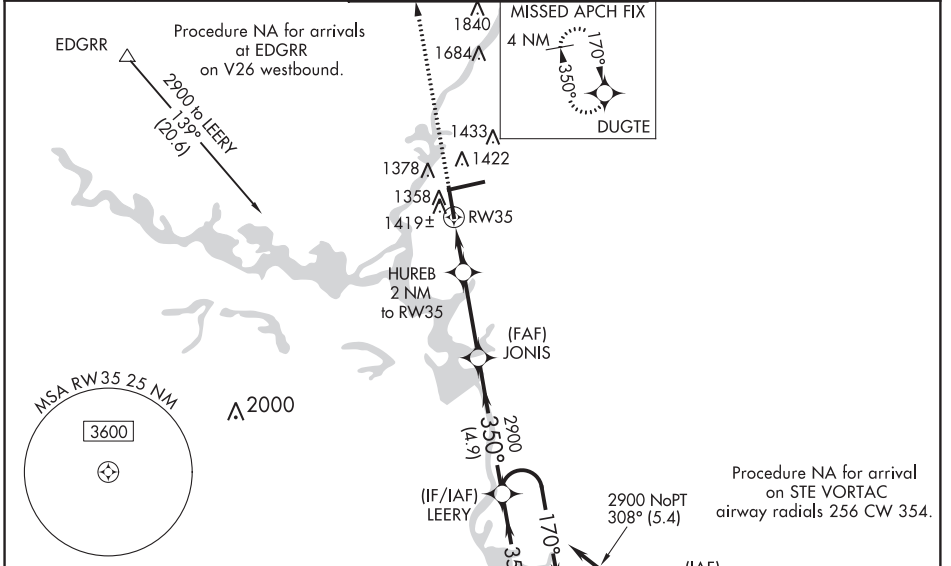 EDGRR
Procedure NA for arrivals
at EDGRR
on V26 westbound.
2900 to LEERY
139°
(20.6)
1840
1684
MISSED APCH FIX
4 NM
170°
350°
DUGTE
1433
1422
1378
1358
1419±
RW35
HUREB
2 NM
to RW35
(FAF)
JONIS
MSA RW35 25 NM
3600
2000
2900
350°
(4.9)
(IF/IAF)
LEERY
170°
35
2900 NoPT
308° (5.4)
Procedure NA for arrival
on STE VORTAC
airway radials 256 CW 354.
(IAF)